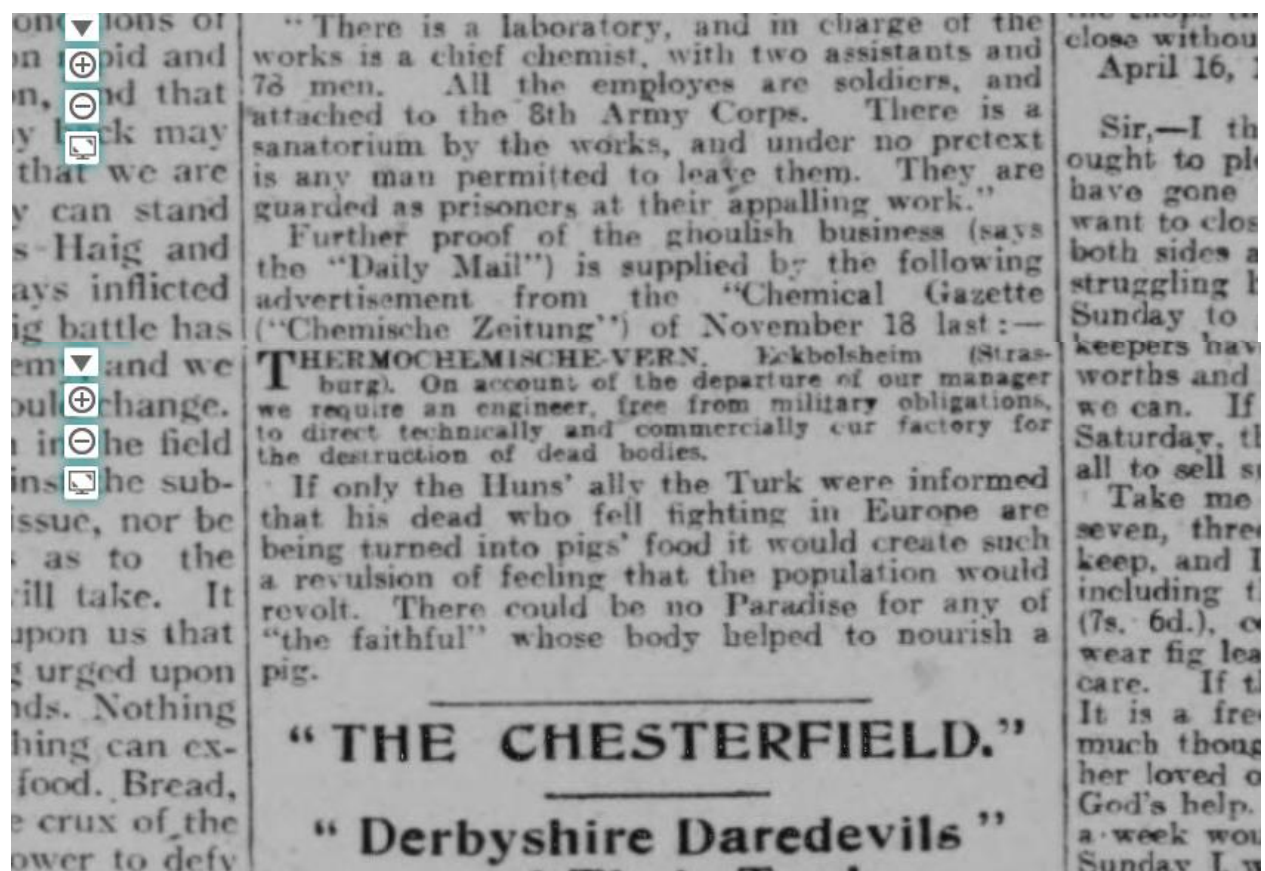 and that
may
that we are
can stand
Haig and
inflicted
battle has
and we
change.
the field
the sub-
issue, nor be
as to the
take. It
upon us that
urged upon
Nothing
can ex-
food. Bread,
crux of the
to defy
"There is a laboratory, and in charge of the
works is a chief chemist, with two assistants and
78 men. All the employes are soldiers, and
attached to the 8th Army Corps. There is a
sanatorium by the works, and under no pretext
is any man permitted to leave them. They are
guarded as prisoners at their appalling work."
Further proof of the ghoulish business (says
the "Daily Mail") is supplied by the following
advertisement from the "Chemical Gazette
("Chemische Zeitung") of November 18 last:—
THERMOCHEMISCHE-VERN. Eckbolsheim (Stras-
burg). On account of the departure of our manager
we require an engineer, free from military obligations,
to direct technically and commercially our factory for
the destruction of dead bodies.
If only the Huns' ally the Turk were informed
that his dead who fell fighting in Europe are
being turned into pigs' food it would create such
a revulsion of feeling that the population would
revolt. There could be no Paradise for any of
"the faithful" whose body helped to nourish a
pig.
"THE CHESTERFIELD."
"Derbyshire Daredevils"
close
April 16,
Sir,—I
ought to
have gone
want to
both sides
struggling
Sunday to
keepers
worths and
we can. If
Saturday,
all to sell
Take me
seven,
keep, and
including
(7s. 6d.),
wear fig
care. If
It is a
much
her loved
God's help.
a week
Sunday I